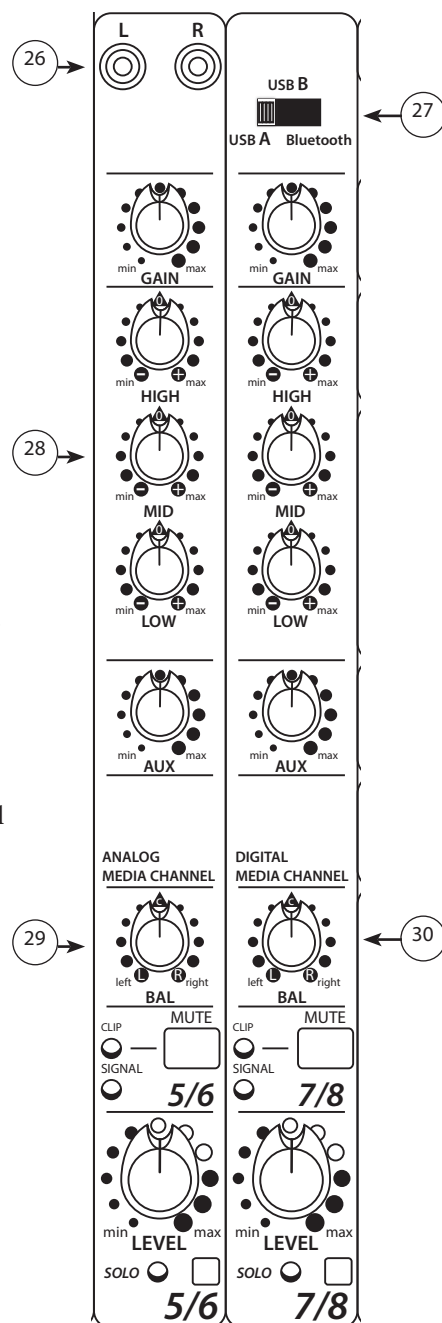 L R
26
USB B
27
USB A Bluetooth
min max
GAIN
min max
GAIN
0
0
min − + max
HIGH
min − + max
HIGH
28
0
0
min − + max
MID
min − + max
MID
0
0
min − + max
LOW
min − + max
LOW
min max
AUX
min max
AUX
ANALOG
MEDIA CHANNEL
DIGITAL
MEDIA CHANNEL
29
C
C
30
left L R right
BAL
left L R right
BAL
MUTE
CLIP
SIGNAL
5/6
MUTE
CLIP
SIGNAL
7/8
min max
LEVEL
min max
LEVEL
SOLO
5/6
SOLO
7/8